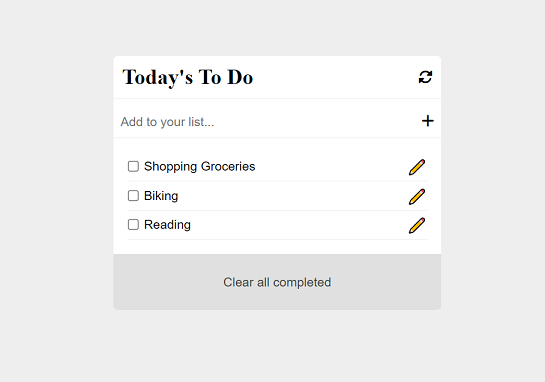 Today's To Do
Add to your list...
Shopping Groceries
Biking
Reading
Clear all completed